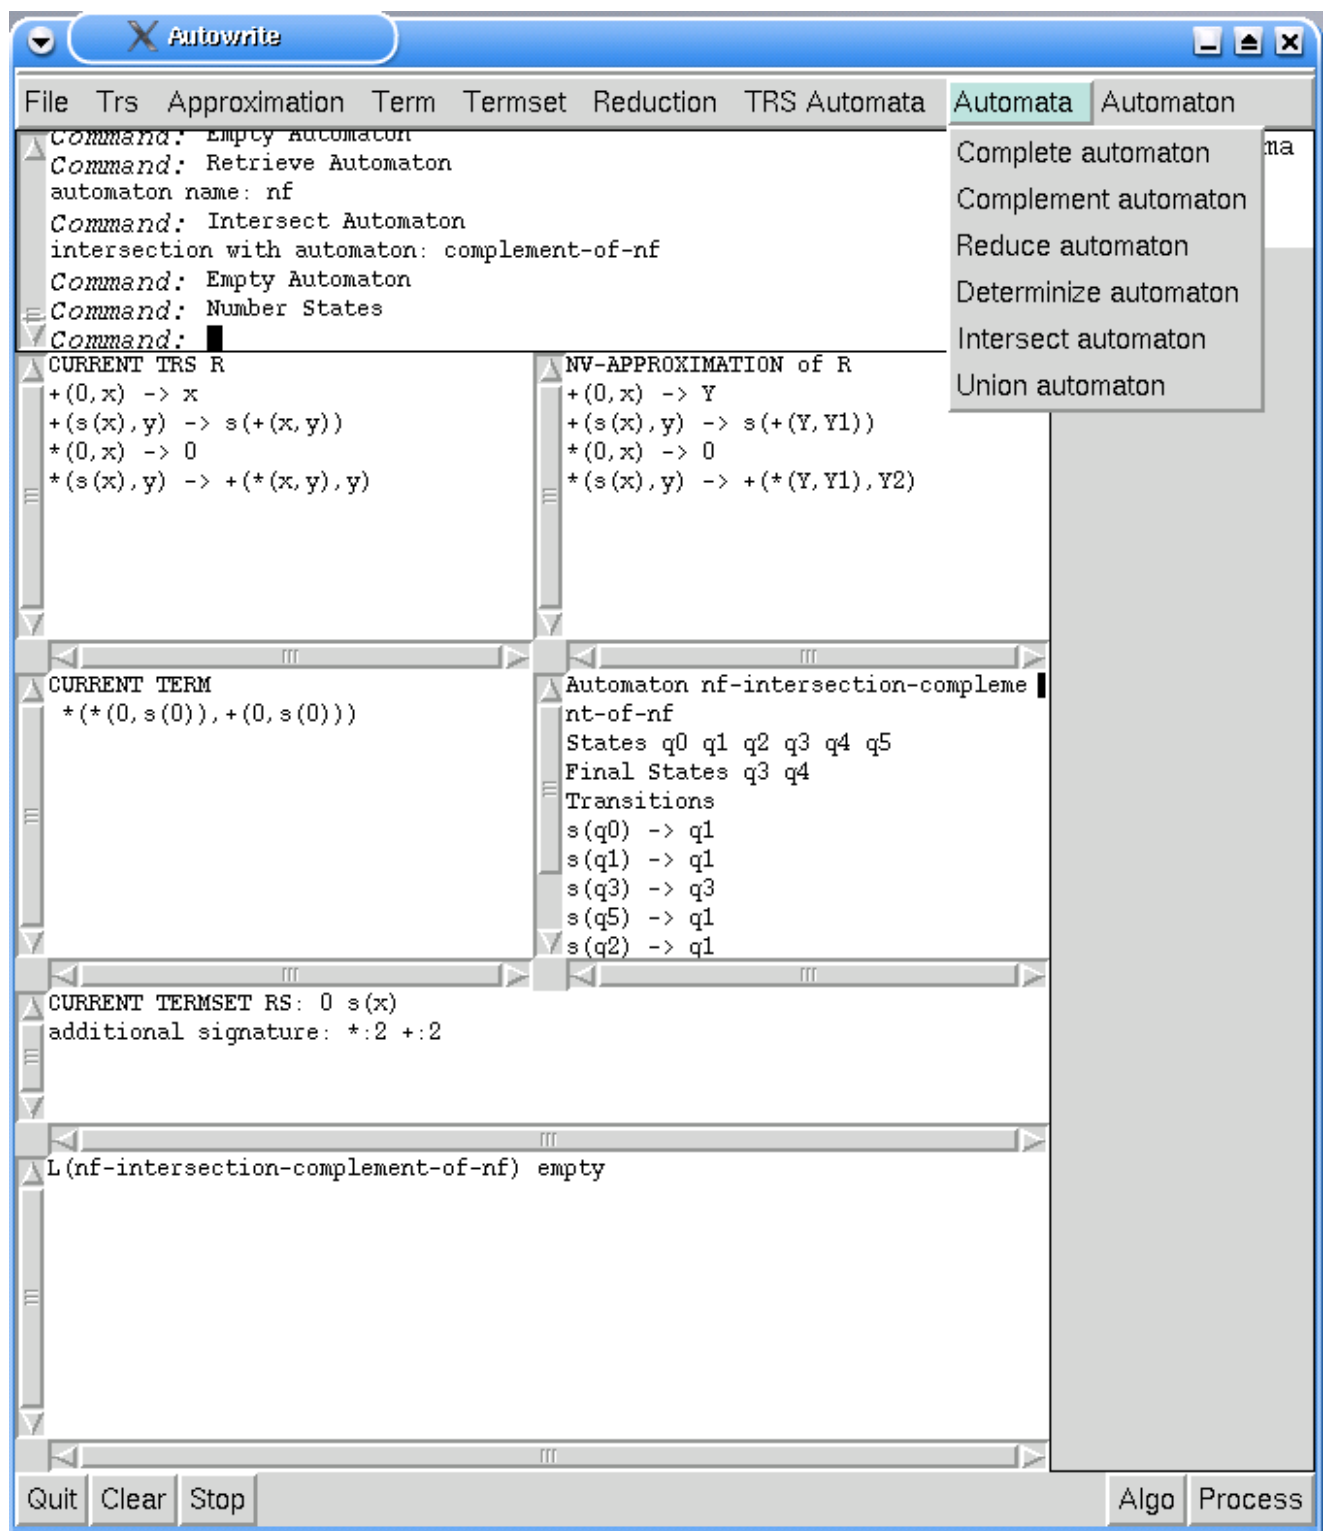 Autowrite
File Trs Approximation Term Termset Reduction TRS Automata Automata Automaton
Command: Empty Automaton
Command: Retrieve Automaton
automaton name: nf
Command: Intersect Automaton
intersection with automaton: complement-of-nf
Command: Empty Automaton
Command: Number States
Command:
ma
Complete automaton
Complement automaton
Reduce automaton
Determinize automaton
Intersect automaton
Union automaton
CURRENT TRS R
+(0,x) -> x
+(s(x),y) -> s(+(x,y))
*(0,x) -> 0
*(s(x),y) -> +(*(x,y),y)
NV-APPROXIMATION of R
+(0,x) -> Y
+(s(x),y) -> s(+(Y,Y1))
*(0,x) -> 0
*(s(x),y) -> +(*(Y,Y1),Y2)
CURRENT TERM
*(*(0,s(0)),+(0,s(0)))
Automaton nf-intersection-compleme
nt-of-nf
States q0 q1 q2 q3 q4 q5
Final States q3 q4
Transitions
s(q0) -> q1
s(q1) -> q1
s(q3) -> q3
s(q5) -> q1
s(q2) -> q1
CURRENT TERMSET RS: 0 s(x)
additional signature: *:2 +:2
L(nf-intersection-complement-of-nf) empty
Quit Clear Stop Algo Process